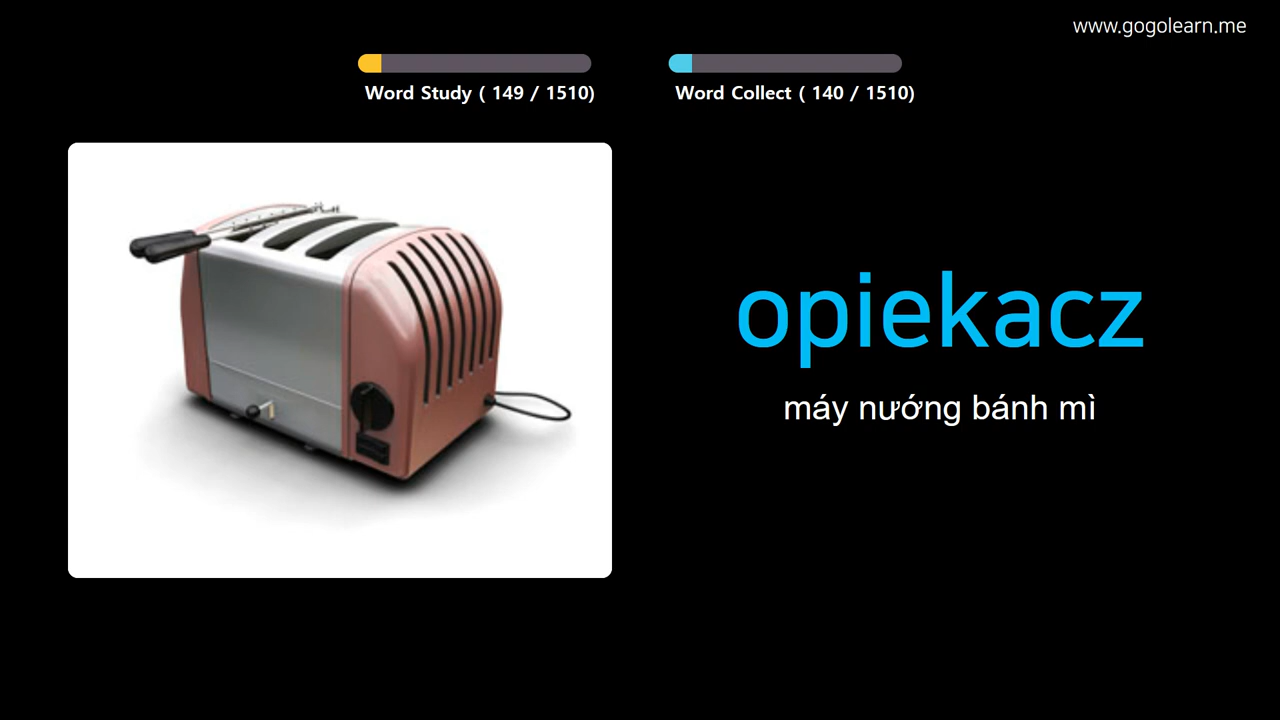 www.gogolearn.me
Word Study ( 149 / 1510)
Word Collect ( 140 / 1510)
opiekacz
máy nướng bánh mì